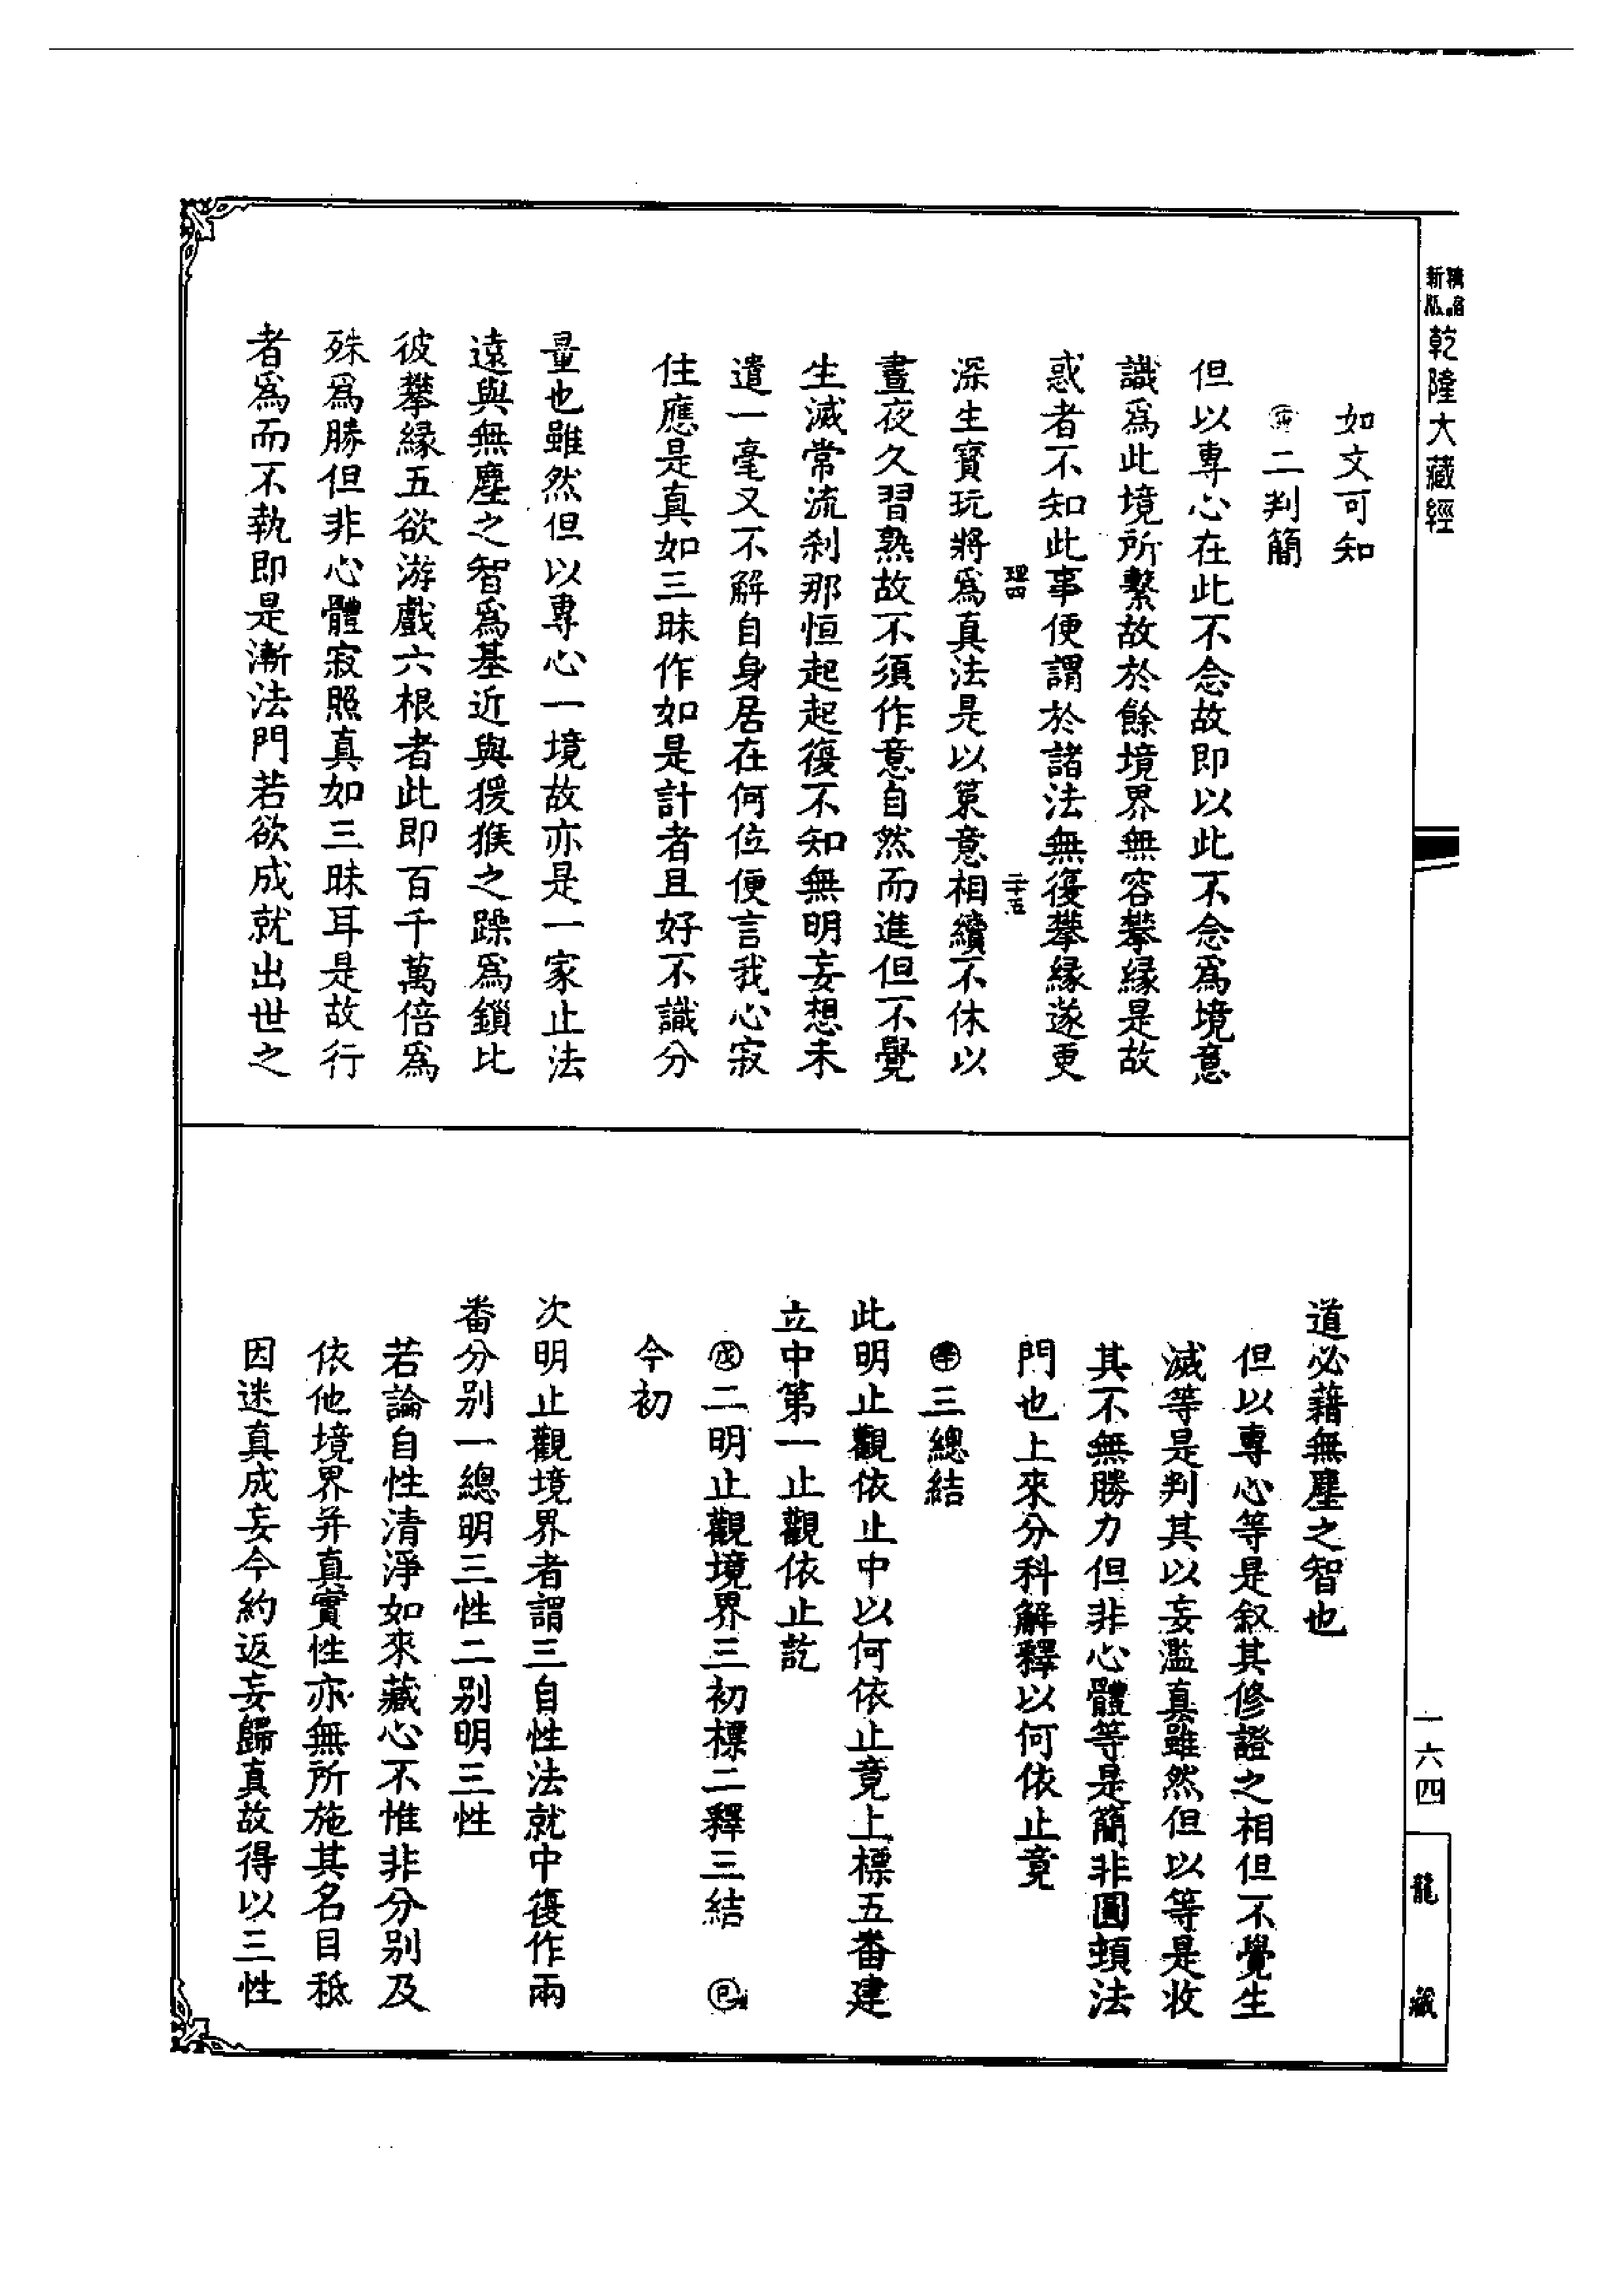 新版精縮
乾隆大藏經
如文可知
二判簡
但以專心在此不念故即以此不念爲境意
識爲此境所繫故於餘境界無容攀緣是故
惑者不知此事便謂於諸法無復攀緣遂更
理四 二十五
深生寶玩將爲真法是以策意相續不休以
晝夜久習熟故不須作意自然而進但不覺
生滅常流刹那恒起起復不知無明妄想未
遣一毫又不解自身居在何位便言我心寂
住應是真如三昧作如是計者且好不識分
量也雖然但以專心一境故亦是一家止法
遠與無塵之智爲基近與猨猴之躁爲鎖比
彼攀緣五欲游戲六根者此即百千萬倍爲
殊爲勝但非心體寂照真如三昧耳是故行
者爲而不執即是漸法門若欲成就出世之
道必藉無塵之智也
但以專心等是叙其修證之相但不覺生
滅等是判其以妄濫真雖然但以等是收
其不無勝力但非心體等是簡非圓頓法
門也上來分科解釋以何依止竟
三總結
此明止觀依止中以何依止竟上標五番建
立中第一止觀依止訖
戊二明止觀境界三初標二釋三結
今初
次明止觀境界者謂三自性法就中復作兩
番分別一總明三性二別明三性
若論自性清淨如來藏心不惟非分別及
依他境界并真實性亦無所施其名目秪
因迷真成妄今約返妄歸真故得以三性
一六四
龍藏